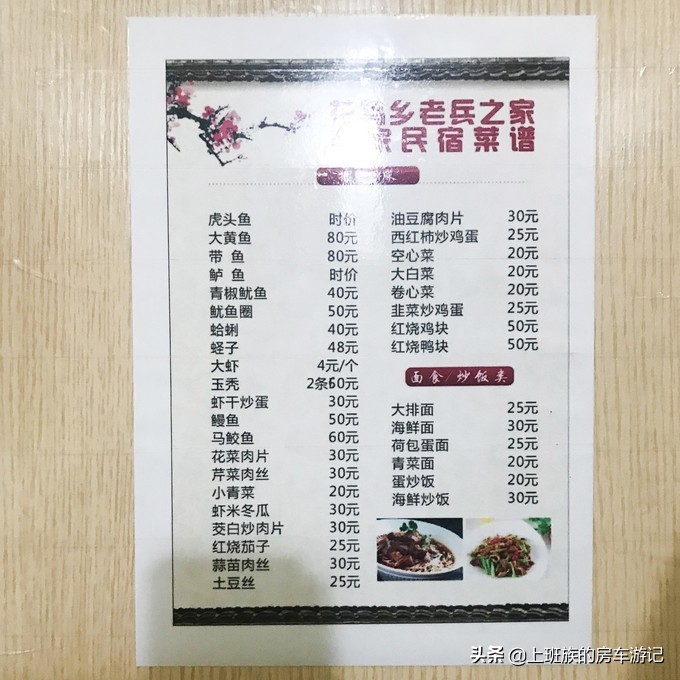 乡老兵之家
民宿菜谱
虎头鱼 时价
大黄鱼 80元
带 鱼 80元
鲈 鱼 时价
青椒鱿鱼 40元
鱿鱼圈 50元
蛤蜊 40元
蛏子 48元
大虾 4元/个
玉秃 2条60元
虾干炒蛋 30元
鳗鱼 50元
马鲛鱼 60元
花菜肉片 30元
芹菜肉丝 30元
小青菜 20元
虾米冬瓜 30元
茭白炒肉片 30元
红烧茄子 25元
蒜苗肉丝 30元
土豆丝 25元
油豆腐肉片 30元
西红柿炒鸡蛋 25元
空心菜 20元
大白菜 20元
卷心菜 20元
韭菜炒鸡蛋 25元
红烧鸡块 50元
红烧鸭块 50元
面食/炒饭类
大排面 25元
海鲜面 30元
荷包蛋面 25元
青菜面 20元
蛋炒饭 20元
海鲜炒饭 30元
头条 @上班族的房车游记